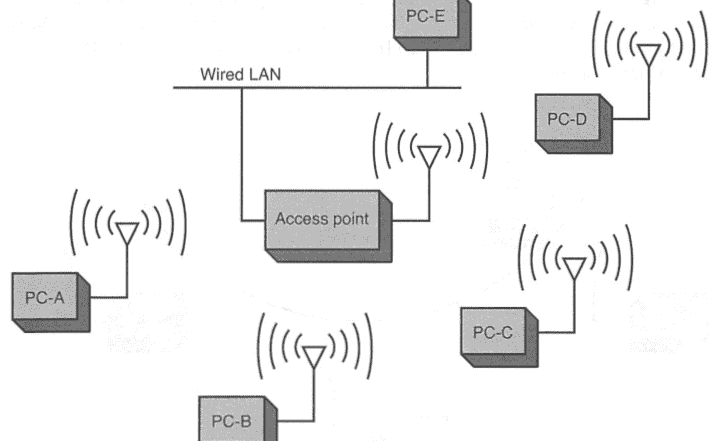 PC-E
Wired LAN
PC-D
Access point
PC-A
PC-C
PC-B